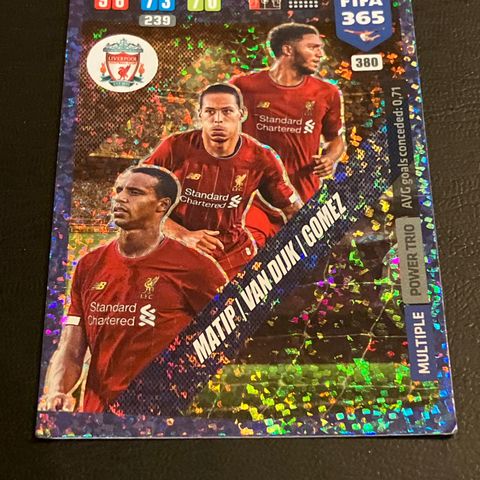 239
FIFA
365
LIVERPOOL
380
Standard
Chartered
L.F.C.
Standard
Chartered
L.F.C.
Standard
Chartered
MATIP | VAN DIJK | GOMEZ
MULTIPLE POWER TRIO
AVG goals conceded: 0,71